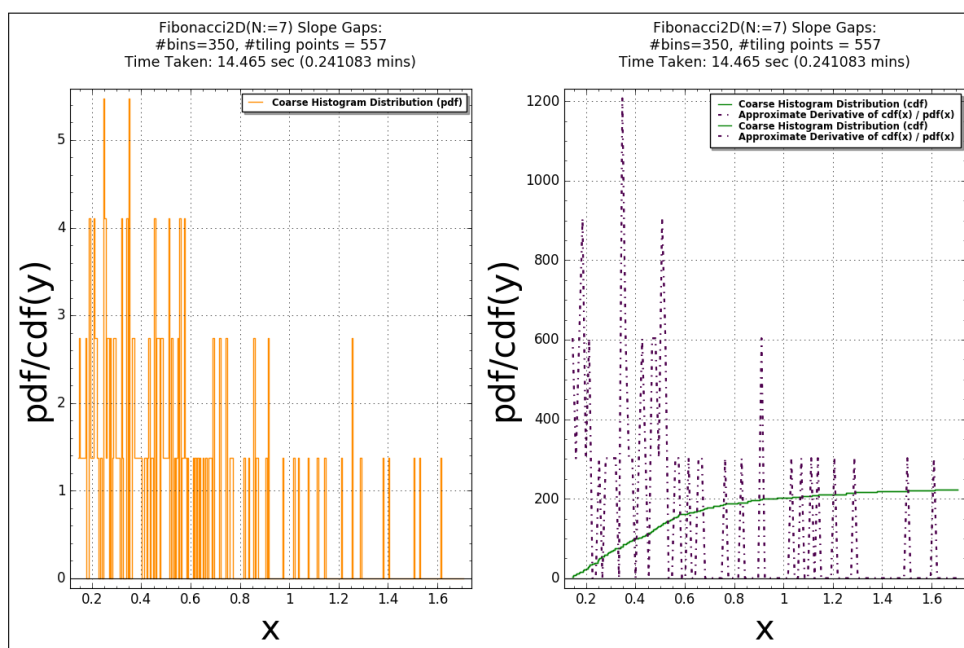 Fibonacci2D(N:=7) Slope Gaps:
#bins=350, #tiling points = 557
Time Taken: 14.465 sec (0.241083 mins)
Coarse Histogram Distribution (pdf)
pdf/cdf(y)
5
4
3
2
1
0
0.2 0.4 0.6 0.8 1 1.2 1.4 1.6
x
Fibonacci2D(N:=7) Slope Gaps:
#bins=350, #tiling points = 557
Time Taken: 14.465 sec (0.241083 mins)
Coarse Histogram Distribution (cdf)
Approximate Derivative of cdf(x) / pdf(x)
Coarse Histogram Distribution (cdf)
Approximate Derivative of cdf(x) / pdf(x)
pdf/cdf(y)
1200
1000
800
600
400
200
0
0.2 0.4 0.6 0.8 1 1.2 1.4 1.6
x